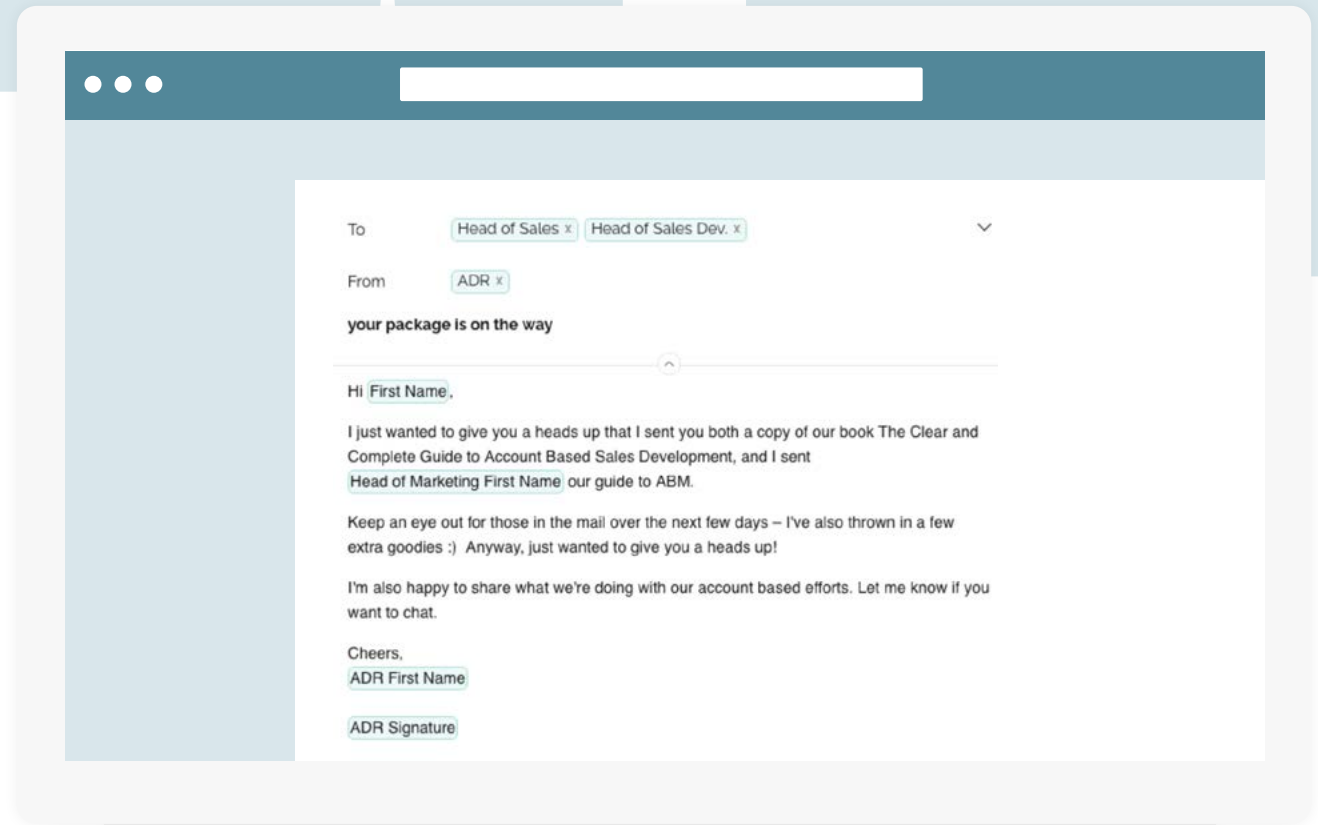 To Head of Sales x Head of Sales Dev. x
From ADR x
your package is on the way
Hi First Name,
I just wanted to give you a heads up that I sent you both a copy of our book The Clear and
Complete Guide to Account Based Sales Development, and I sent
Head of Marketing First Name our guide to ABM.
Keep an eye out for those in the mail over the next few days – I've also thrown in a few
extra goodies :)  Anyway, just wanted to give you a heads up!
I'm also happy to share what we're doing with our account based efforts. Let me know if you
want to chat.
Cheers,
ADR First Name
ADR Signature